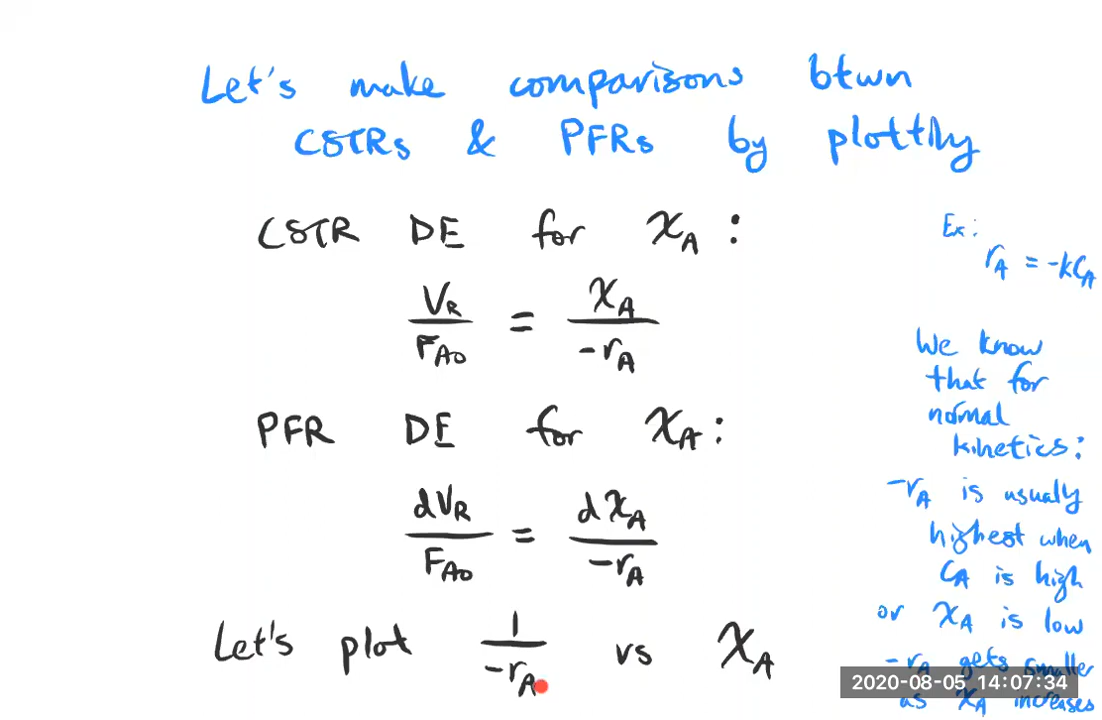 Let's make comparisons btwn
CSTRs & PFRs by plotting
CSTR DE for XA:
VR / FA0 = XA / -rA
PFR DE for XA:
dVR / FA0 = dXA / -rA
Let's plot 1 / -rA vs XA
Ex:
rA = -kCA
We know
that for
normal
kinetics:
-rA is usually
highest when
CA is high
or XA is low
-rA gets smaller
as XA increases
2020-08-05 14:07:34